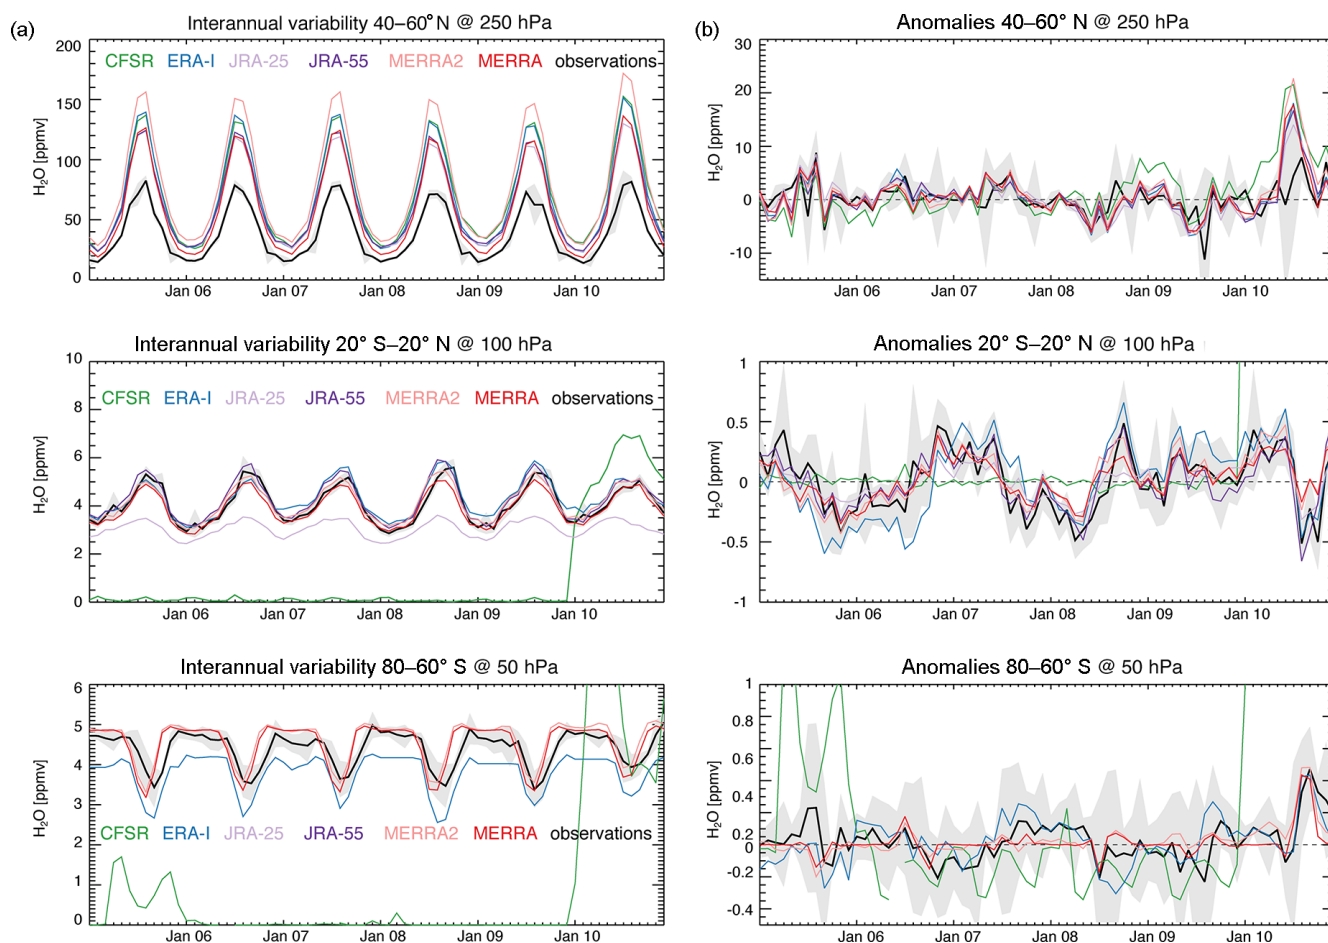 (a)
Interannual variability 40–60° N @ 250 hPa
200
150
100
50
0
H₂O [ppmv]
CFSR ERA-I JRA-25 JRA-55 MERRA2 MERRA observations
Jan 06 Jan 07 Jan 08 Jan 09 Jan 10
(b)
Anomalies 40–60° N @ 250 hPa
30
20
10
0
-10
H₂O [ppmv]
Jan 06 Jan 07 Jan 08 Jan 09 Jan 10
Interannual variability 20° S–20° N @ 100 hPa
10
8
6
4
2
0
H₂O [ppmv]
CFSR ERA-I JRA-25 JRA-55 MERRA2 MERRA observations
Jan 06 Jan 07 Jan 08 Jan 09 Jan 10
Anomalies 20° S–20° N @ 100 hPa
1
0.5
0
-0.5
-1
H₂O [ppmv]
Jan 06 Jan 07 Jan 08 Jan 09 Jan 10
Interannual variability 80–60° S @ 50 hPa
6
5
4
3
2
1
0
H₂O [ppmv]
CFSR ERA-I JRA-25 JRA-55 MERRA2 MERRA observations
Jan 06 Jan 07 Jan 08 Jan 09 Jan 10
Anomalies 80–60° S @ 50 hPa
1
0.8
0.4
0.2
0
-0.4
H₂O [ppmv]
Jan 06 Jan 07 Jan 08 Jan 09 Jan 10